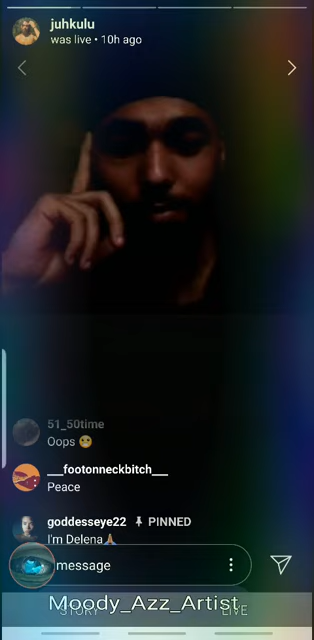 juhkulu
was live • 10h ago
51_50time
Oops 😬
___footonneckbitch___
Peace
goddesseye22 PINNED
I'm Delena🙏🏽
message
Moody_Azz_Artist
STORY LIVE